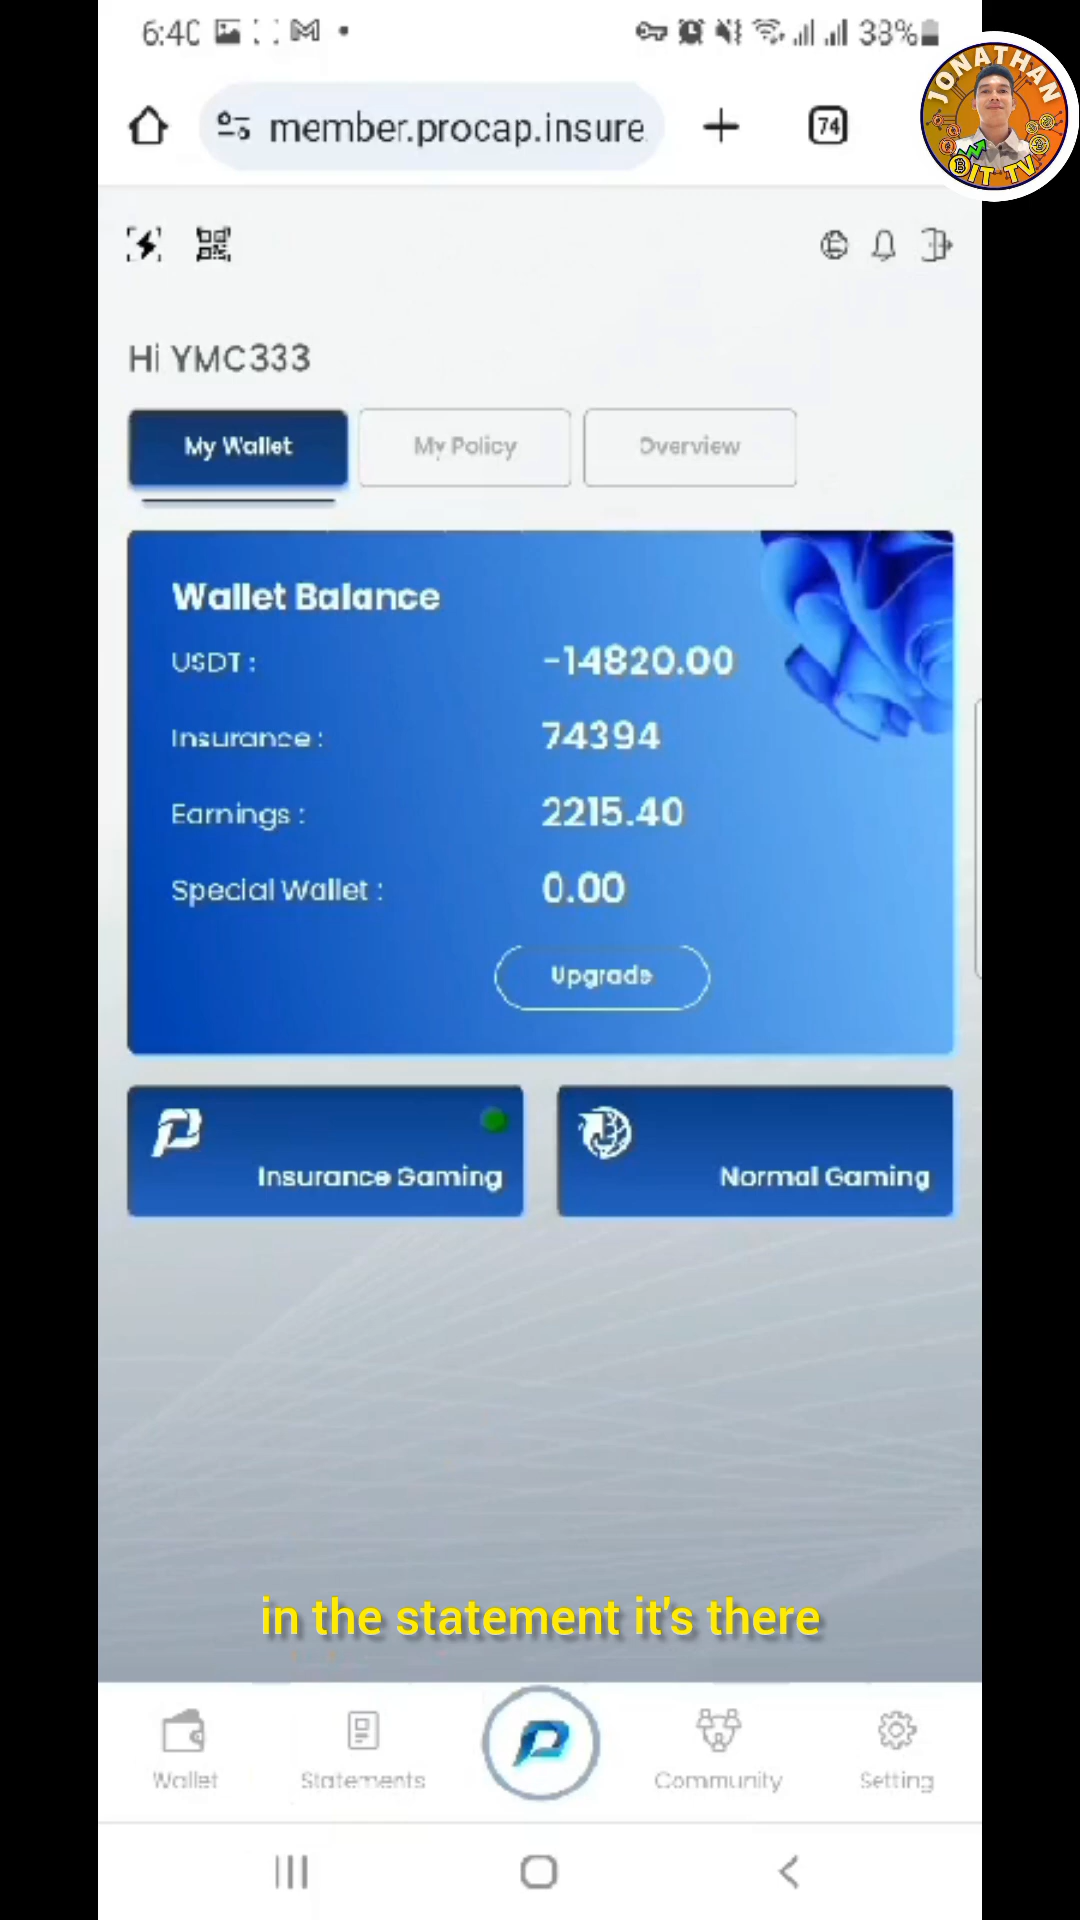 6:40
38%
member.procap.insure
74
JONATHAN
BIT TV
Hi YMC333
My Wallet
My Policy
Overview
Wallet Balance
USDT : -14820.00
Insurance : 74394
Earnings : 2215.40
Special Wallet : 0.00
Upgrade
Insurance Gaming
Normal Gaming
in the statement it's there
Wallet
Statements
Community
Setting